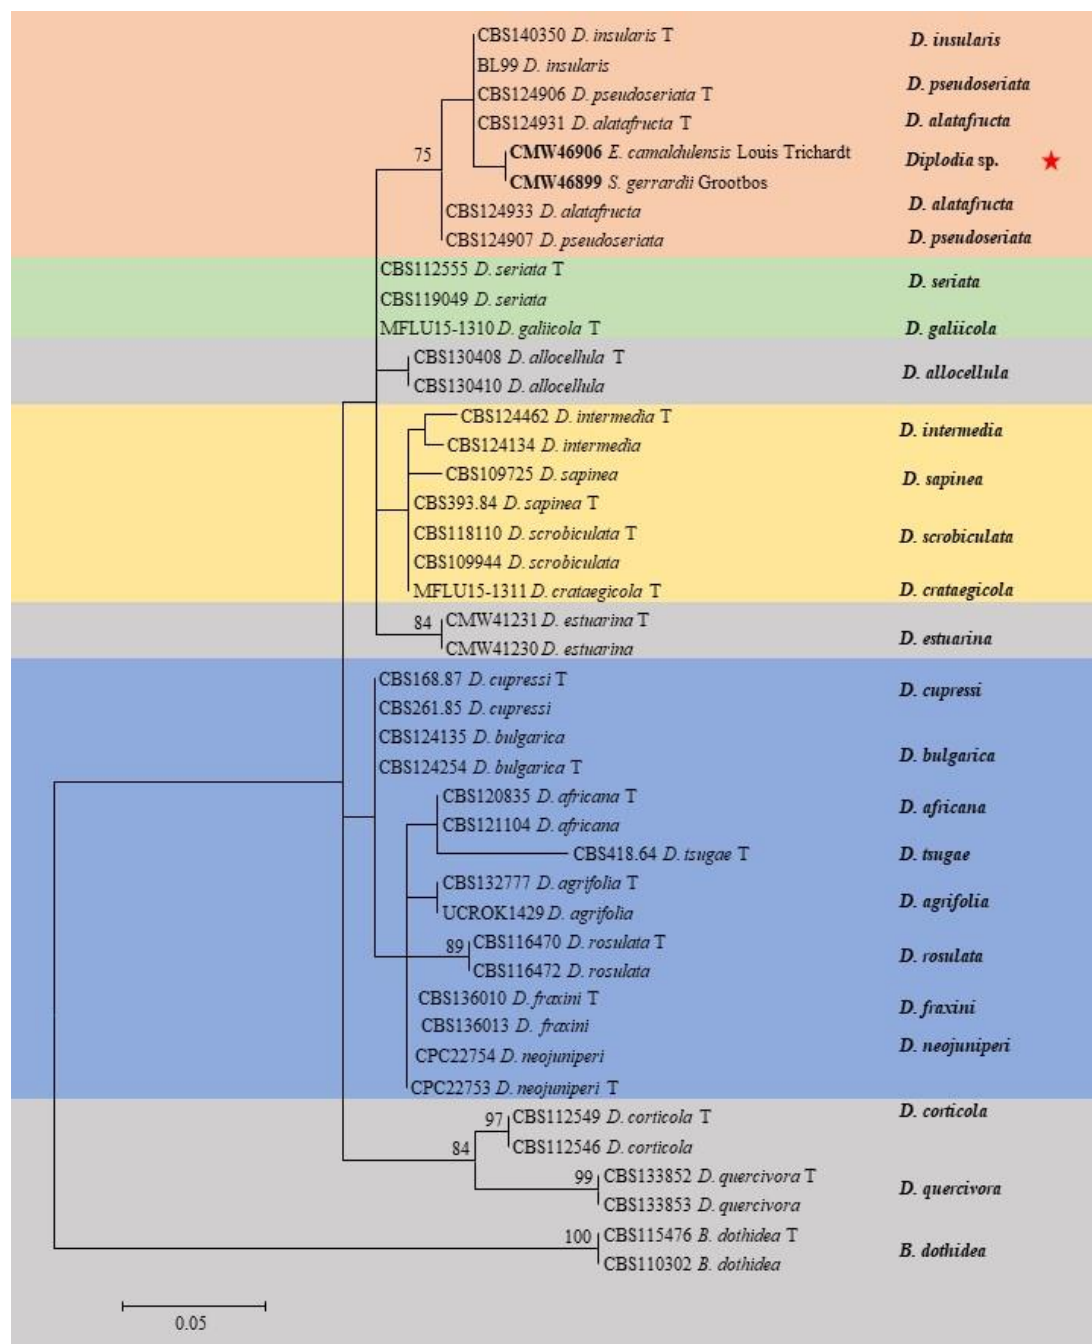 CBS140350 D. insularis T
D. insularis
BL99 D. insularis
CBS124906 D. pseudoseriata T
D. pseudoseriata
CBS124931 D. alatafructa T
D. alatafructa
75
CMW46906 E. camaldulensis Louis Trichardt
Diplodia sp.
CMW46899 S. gerrardii Grootbos
CBS124933 D. alatafructa
D. alatafructa
CBS124907 D. pseudoseriata
D. pseudoseriata
CBS112555 D. seriata T
D. seriata
CBS119049 D. seriata
MFLU15-1310 D. galiicola T
D. galiicola
CBS130408 D. allocellula T
D. allocellula
CBS130410 D. allocellula
CBS124462 D. intermedia T
D. intermedia
CBS124134 D. intermedia
CBS109725 D. sapinea
D. sapinea
CBS393.84 D. sapinea T
CBS118110 D. scrobiculata T
D. scrobiculata
CBS109944 D. scrobiculata
MFLU15-1311 D. crataegicola T
D. crataegicola
84
CMW41231 D. estuarina T
D. estuarina
CMW41230 D. estuarina
CBS168.87 D. cupressi T
D. cupressi
CBS261.85 D. cupressi
CBS124135 D. bulgarica
D. bulgarica
CBS124254 D. bulgarica T
CBS120835 D. africana T
D. africana
CBS121104 D. africana
CBS418.64 D. tsugae T
D. tsugae
CBS132777 D. agrifolia T
D. agrifolia
UCROK1429 D. agrifolia
89
CBS116470 D. rosulata T
D. rosulata
CBS116472 D. rosulata
CBS136010 D. fraxini T
D. fraxini
CBS136013 D. fraxini
CPC22754 D. neojuniperi
D. neojuniperi
CPC22753 D. neojuniperi T
97
CBS112549 D. corticola T
D. corticola
84
CBS112546 D. corticola
99
CBS133852 D. quercivora T
D. quercivora
CBS133853 D. quercivora
100
CBS115476 B. dothidea T
B. dothidea
CBS110302 B. dothidea
0.05